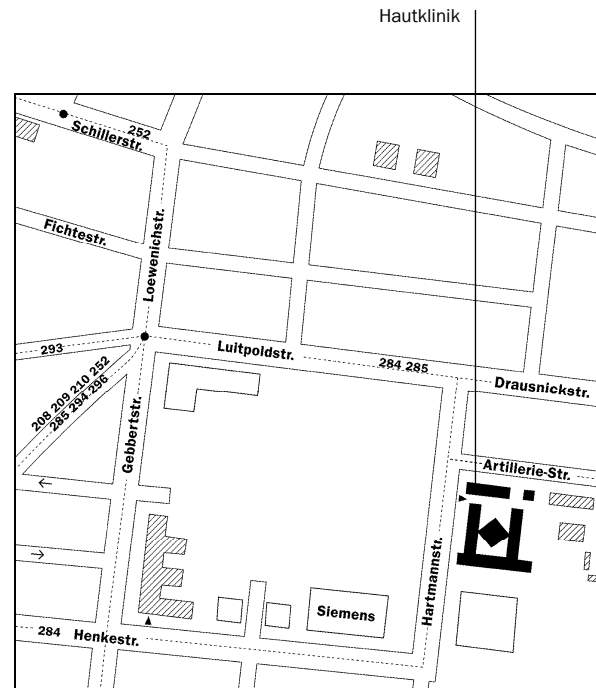 Hautklinik
252
Schillerstr.
Fichtestr.
Loewenichstr.
293
Luitpoldstr.
284 285
Drausnickstr.
208 209 210 252
285 294 296
Gebbertstr.
Artillerie-Str.
Hartmannstr.
Siemens
284
Henkestr.